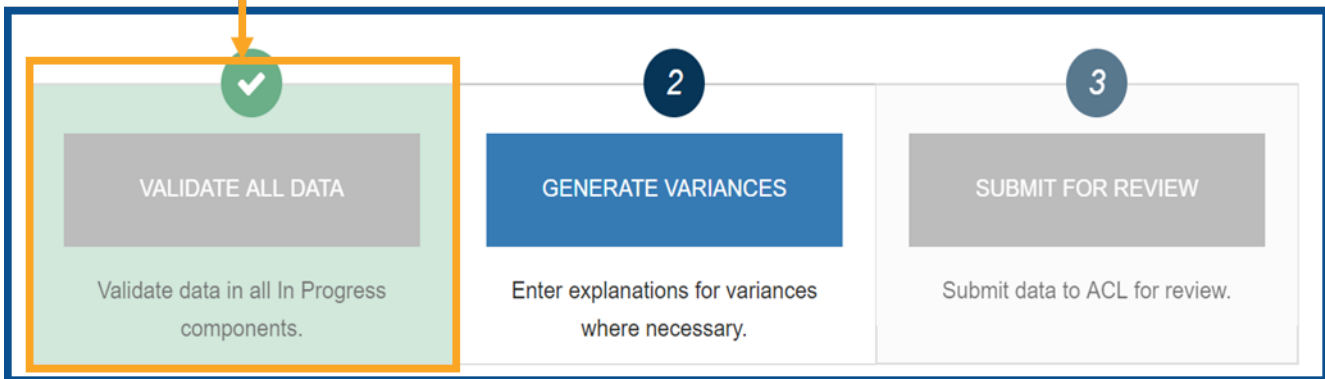 2
3
VALIDATE ALL DATA
GENERATE VARIANCES
SUBMIT FOR REVIEW
Validate data in all In Progress
components.
Enter explanations for variances
where necessary.
Submit data to ACL for review.